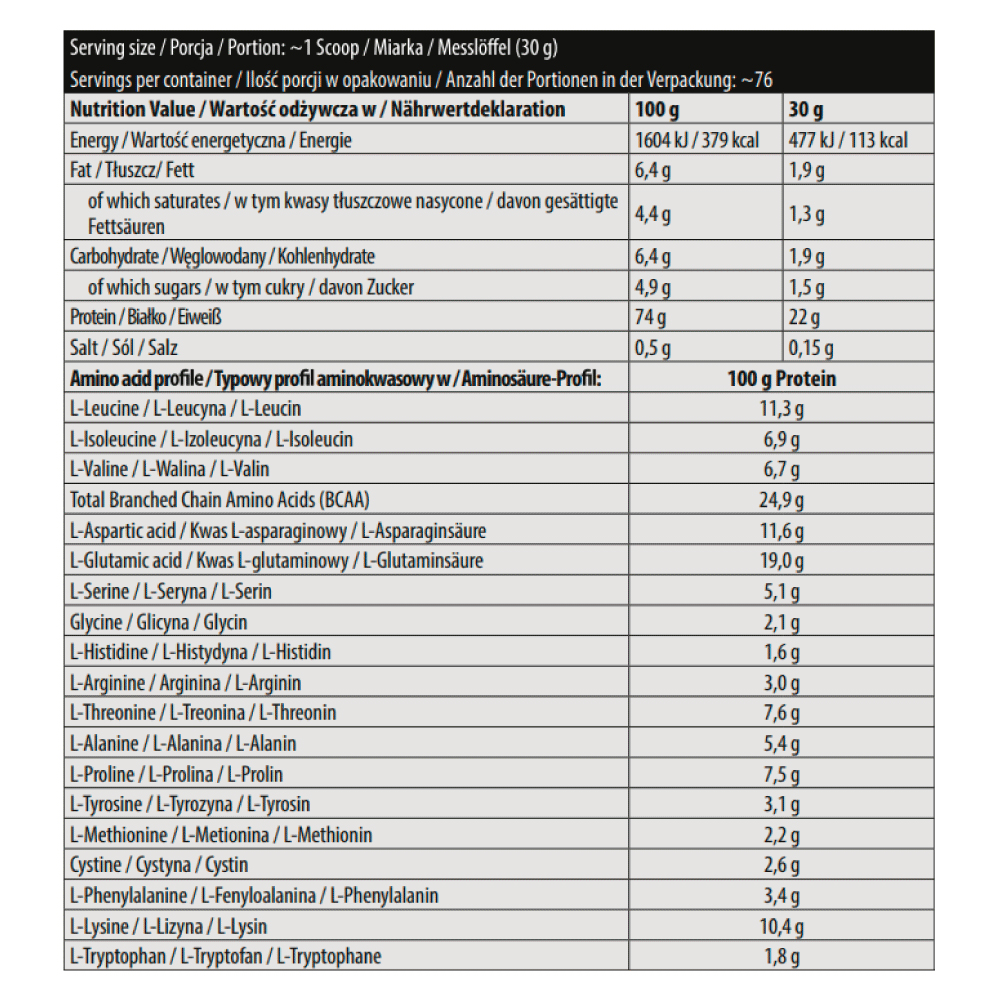 Serving size / Porcja / Portion: ~1 Scoop / Miarka / Messlöffel (30 g)
Servings per container / Ilość porcji w opakowaniu / Anzahl der Portionen in der Verpackung: ~76
Nutrition Value / Wartość odżywcza w / Nährwertdeklaration 100 g 30 g
Energy / Wartość energetyczna / Energie 1604 kJ / 379 kcal 477 kJ / 113 kcal
Fat / Tłuszcz/ Fett 6,4 g 1,9 g
of which saturates / w tym kwasy tłuszczowe nasycone / davon gesättigte
Fettsäuren 4,4 g 1,3 g
Carbohydrate / Węglowodany / Kohlenhydrate 6,4 g 1,9 g
of which sugars / w tym cukry / davon Zucker 4,9 g 1,5 g
Protein / Białko / Eiweiß 74 g 22 g
Salt / Sól / Salz 0,5 g 0,15 g
Amino acid profile / Typowy profil aminokwasowy w / Aminosäure-Profil: 100 g Protein
L-Leucine / L-Leucyna / L-Leucin 11,3 g
L-Isoleucine / L-Izoleucyna / L-Isoleucin 6,9 g
L-Valine / L-Walina / L-Valin 6,7 g
Total Branched Chain Amino Acids (BCAA) 24,9 g
L-Aspartic acid / Kwas L-asparaginowy / L-Asparaginsäure 11,6 g
L-Glutamic acid / Kwas L-glutaminowy / L-Glutaminsäure 19,0 g
L-Serine / L-Seryna / L-Serin 5,1 g
Glycine / Glicyna / Glycin 2,1 g
L-Histidine / L-Histydyna / L-Histidin 1,6 g
L-Arginine / Arginina / L-Arginin 3,0 g
L-Threonine / L-Treonina / L-Threonin 7,6 g
L-Alanine / L-Alanina / L-Alanin 5,4 g
L-Proline / L-Prolina / L-Prolin 7,5 g
L-Tyrosine / L-Tyrozyna / L-Tyrosin 3,1 g
L-Methionine / L-Metionina / L-Methionin 2,2 g
Cystine / Cystyna / Cystin 2,6 g
L-Phenylalanine / L-Fenyloalanina / L-Phenylalanin 3,4 g
L-Lysine / L-Lizyna / L-Lysin 10,4 g
L-Tryptophan / L-Tryptofan / L-Tryptophane 1,8 g